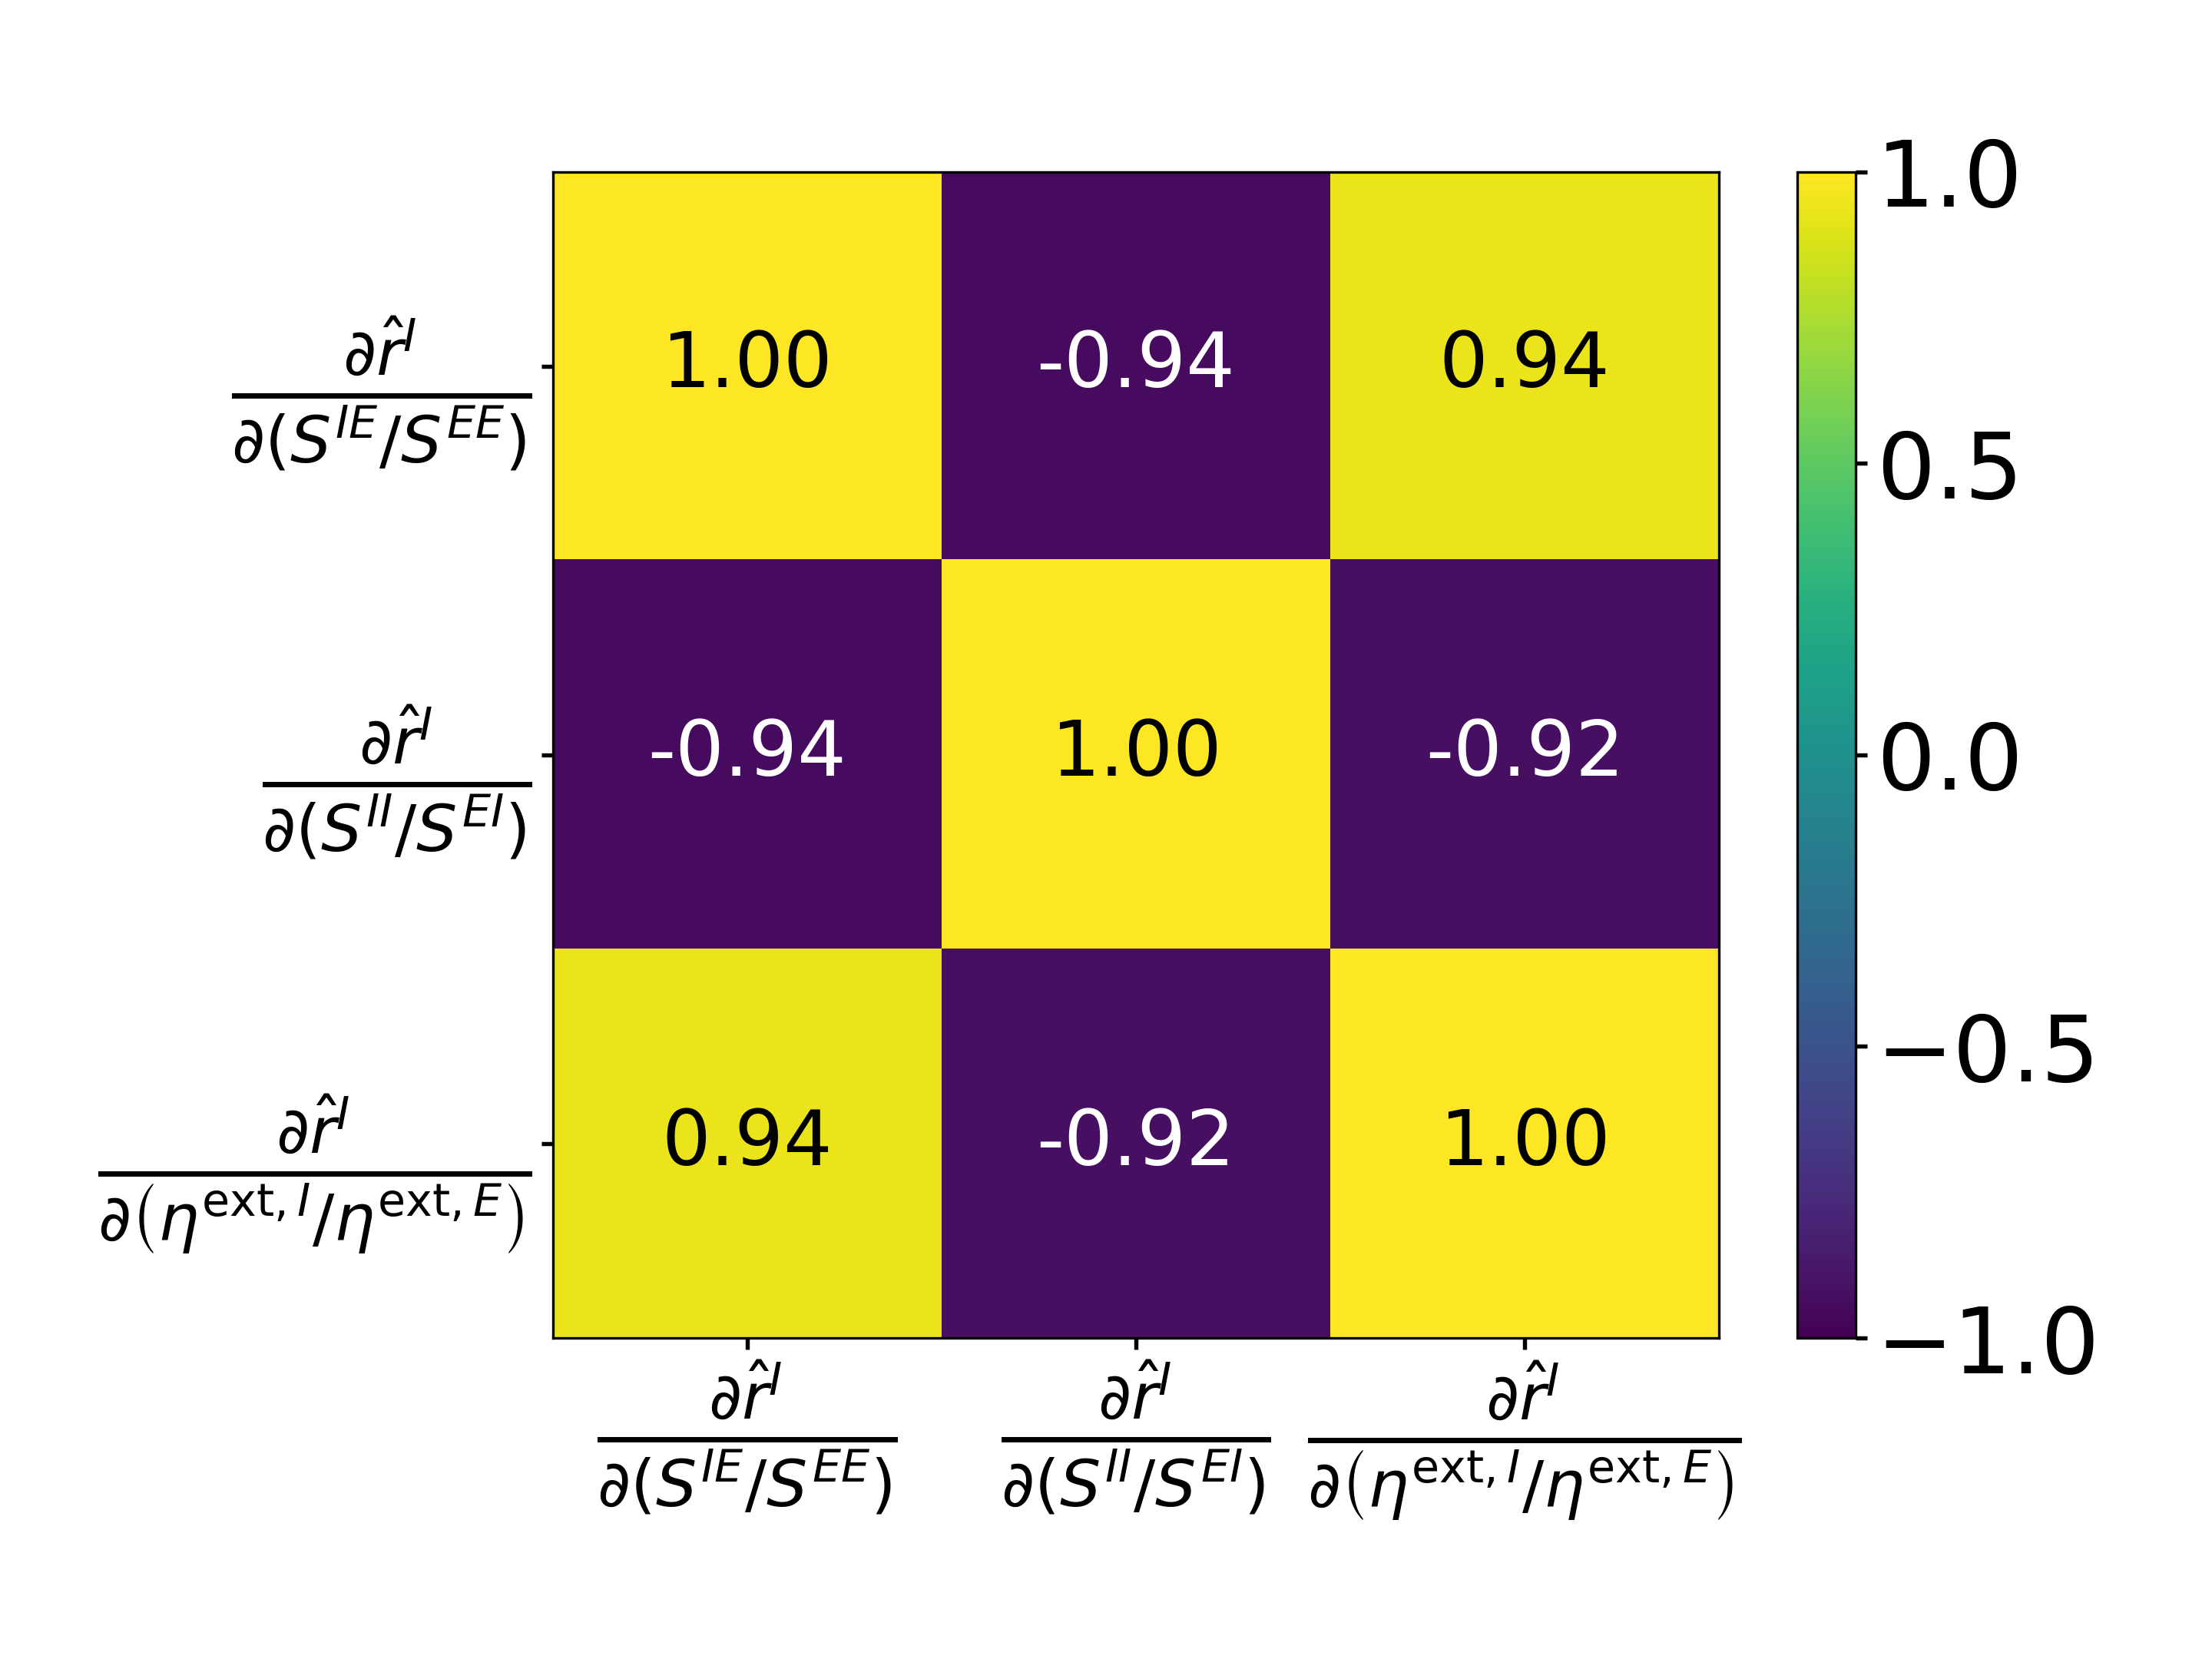 1.0
∂r̂^I / ∂(S^{IE}/S^{EE}) 1.00 -0.94 0.94
0.5
∂r̂^I / ∂(S^{II}/S^{EI}) -0.94 1.00 -0.92
0.0
−0.5
∂r̂^I / ∂(η^{ext, I}/η^{ext, E}) 0.94 -0.92 1.00
−1.0
∂r̂^I / ∂(S^{IE}/S^{EE}) ∂r̂^I / ∂(S^{II}/S^{EI}) ∂r̂^I / ∂(η^{ext, I}/η^{ext, E})